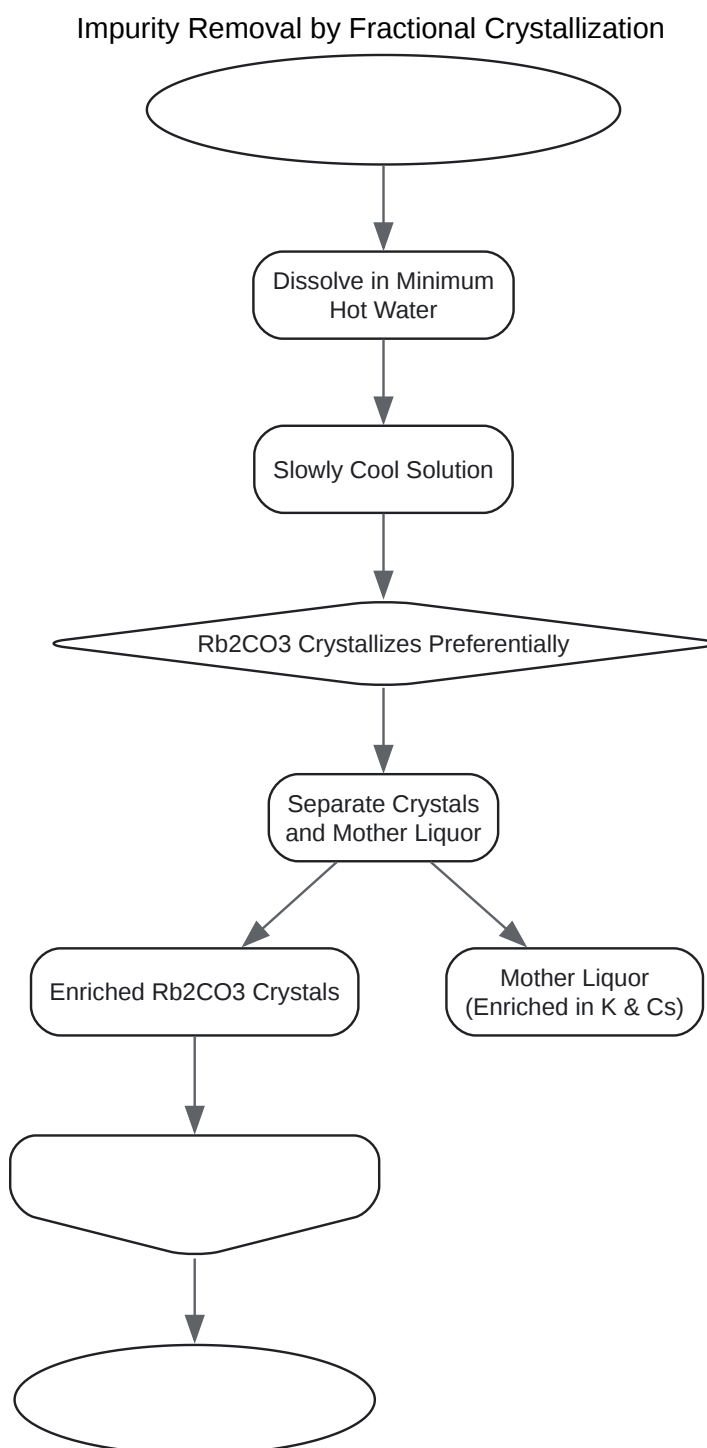 Impurity Removal by Fractional Crystallization
Dissolve in Minimum
Hot Water
Slowly Cool Solution
Rb2CO3 Crystallizes Preferentially
Separate Crystals
and Mother Liquor
Enriched Rb2CO3 Crystals
Mother Liquor
(Enriched in K & Cs)